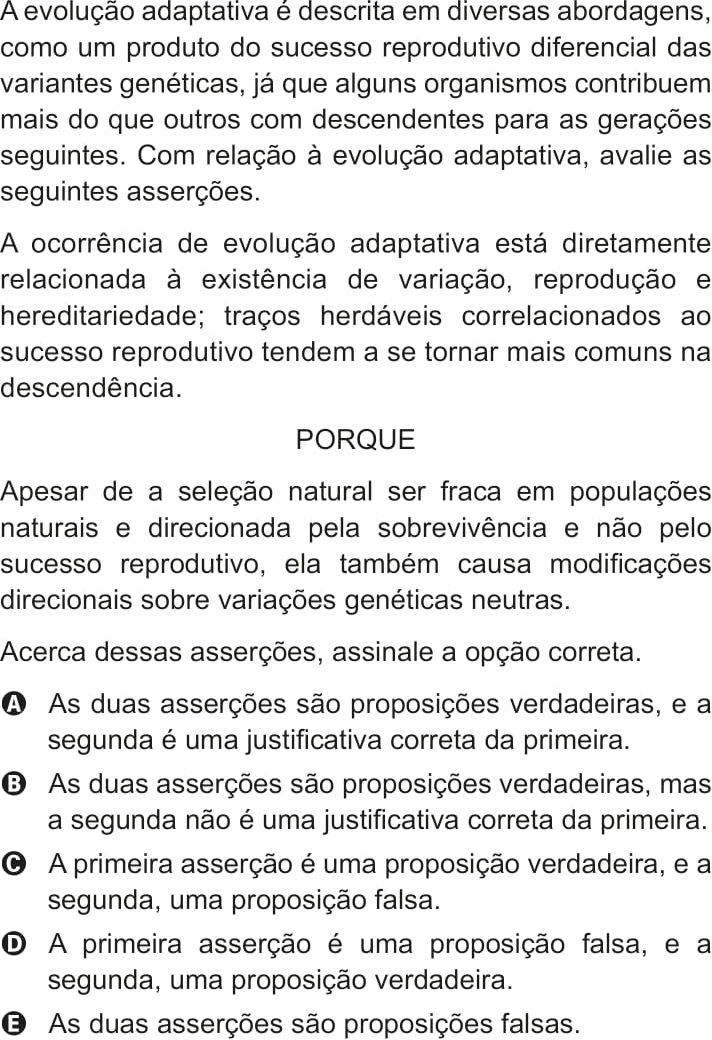 A evolução adaptativa é descrita em diversas abordagens,
como um produto do sucesso reprodutivo diferencial das
variantes genéticas, já que alguns organismos contribuem
mais do que outros com descendentes para as gerações
seguintes. Com relação à evolução adaptativa, avalie as
seguintes asserções.
A ocorrência de evolução adaptativa está diretamente
relacionada à existência de variação, reprodução e
hereditariedade; traços herdáveis correlacionados ao
sucesso reprodutivo tendem a se tornar mais comuns na
descendência.
PORQUE
Apesar de a seleção natural ser fraca em populações
naturais e direcionada pela sobrevivência e não pelo
sucesso reprodutivo, ela também causa modificações
direcionais sobre variações genéticas neutras.
Acerca dessas asserções, assinale a opção correta.
A As duas asserções são proposições verdadeiras, e a
segunda é uma justificativa correta da primeira.
B As duas asserções são proposições verdadeiras, mas
a segunda não é uma justificativa correta da primeira.
C A primeira asserção é uma proposição verdadeira, e a
segunda, uma proposição falsa.
D A primeira asserção é uma proposição falsa, e a
segunda, uma proposição verdadeira.
E As duas asserções são proposições falsas.